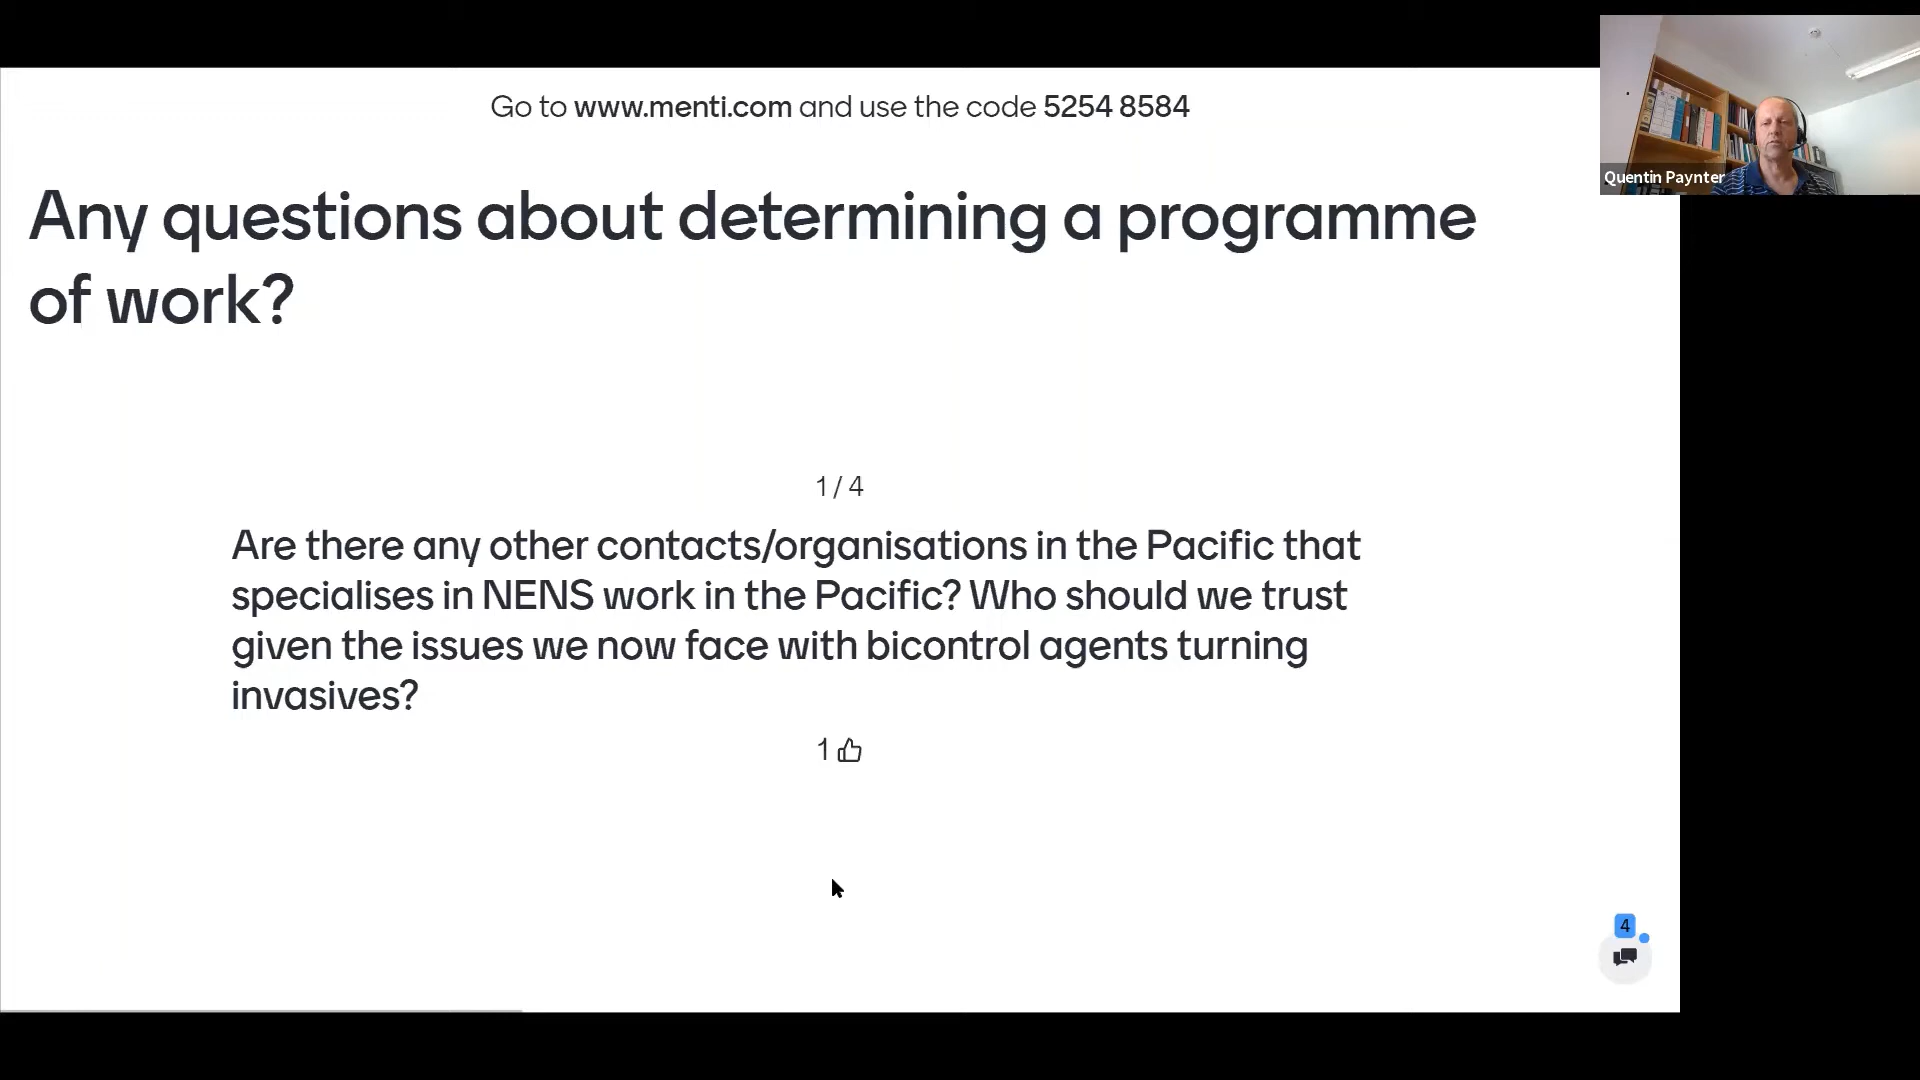 Go to www.menti.com and use the code 5254 8584
Quentin Paynter
Any questions about determining a programme
of work?
1 / 4
Are there any other contacts/organisations in the Pacific that
specialises in NENS work in the Pacific? Who should we trust
given the issues we now face with bicontrol agents turning
invasives?
1
4